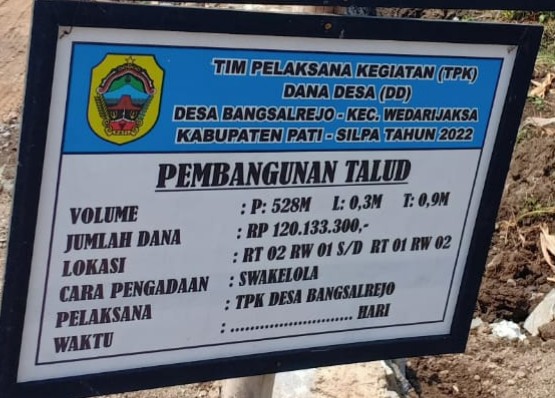 TIM PELAKSANA KEGIATAN (TPK)
DANA DESA (DD)
DESA BANGSALREJO - KEC. WEDARIJAKSA
KABUPATEN PATI - SILPA TAHUN 2022
PEMBANGUNAN TALUD
VOLUME : P: 528M L: 0,3M T: 0,9M
JUMLAH DANA : RP 120.133.300,-
LOKASI : RT 02 RW 01 S/D RT 01 RW 02
CARA PENGADAAN : SWAKELOLA
PELAKSANA : TPK DESA BANGSALREJO
WAKTU : ......................... HARI